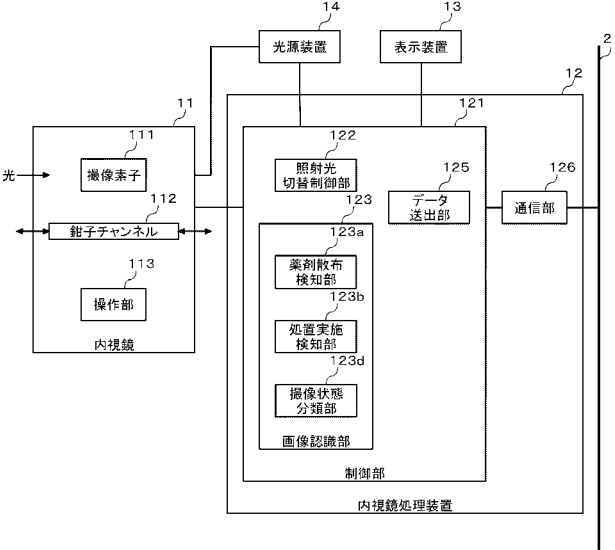 14
13
2
光源装置
表示装置
12
11
121
111
122
光
撮像素子
照射光
切替制御部
125
126
112
データ
送出部
通信部
123
鉗子チャンネル
123a
薬剤散布
検知部
113
123b
操作部
処置実施
検知部
内視鏡
123d
撮像状態
分類部
画像認識部
制御部
内視鏡処理装置